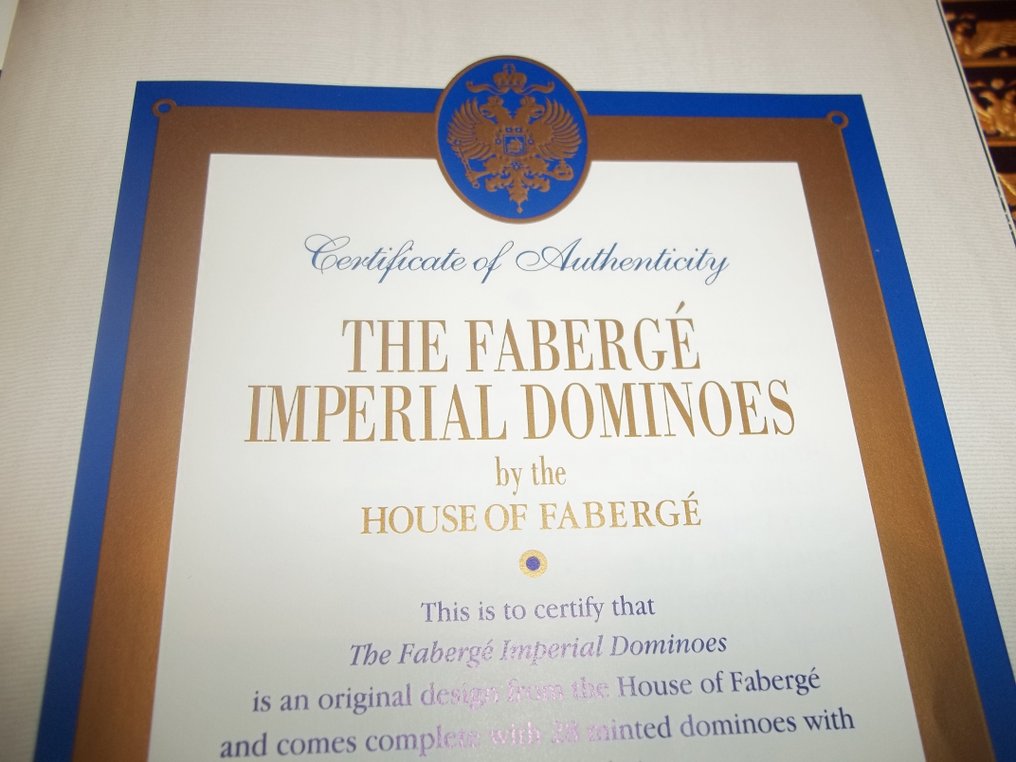 Certificate of Authenticity
THE FABERGÉ
IMPERIAL DOMINOES
by the
HOUSE OF FABERGÉ
This is to certify that
The Fabergé Imperial Dominoes
is an original design from the House of Fabergé
and comes complete with 28 minted dominoes with